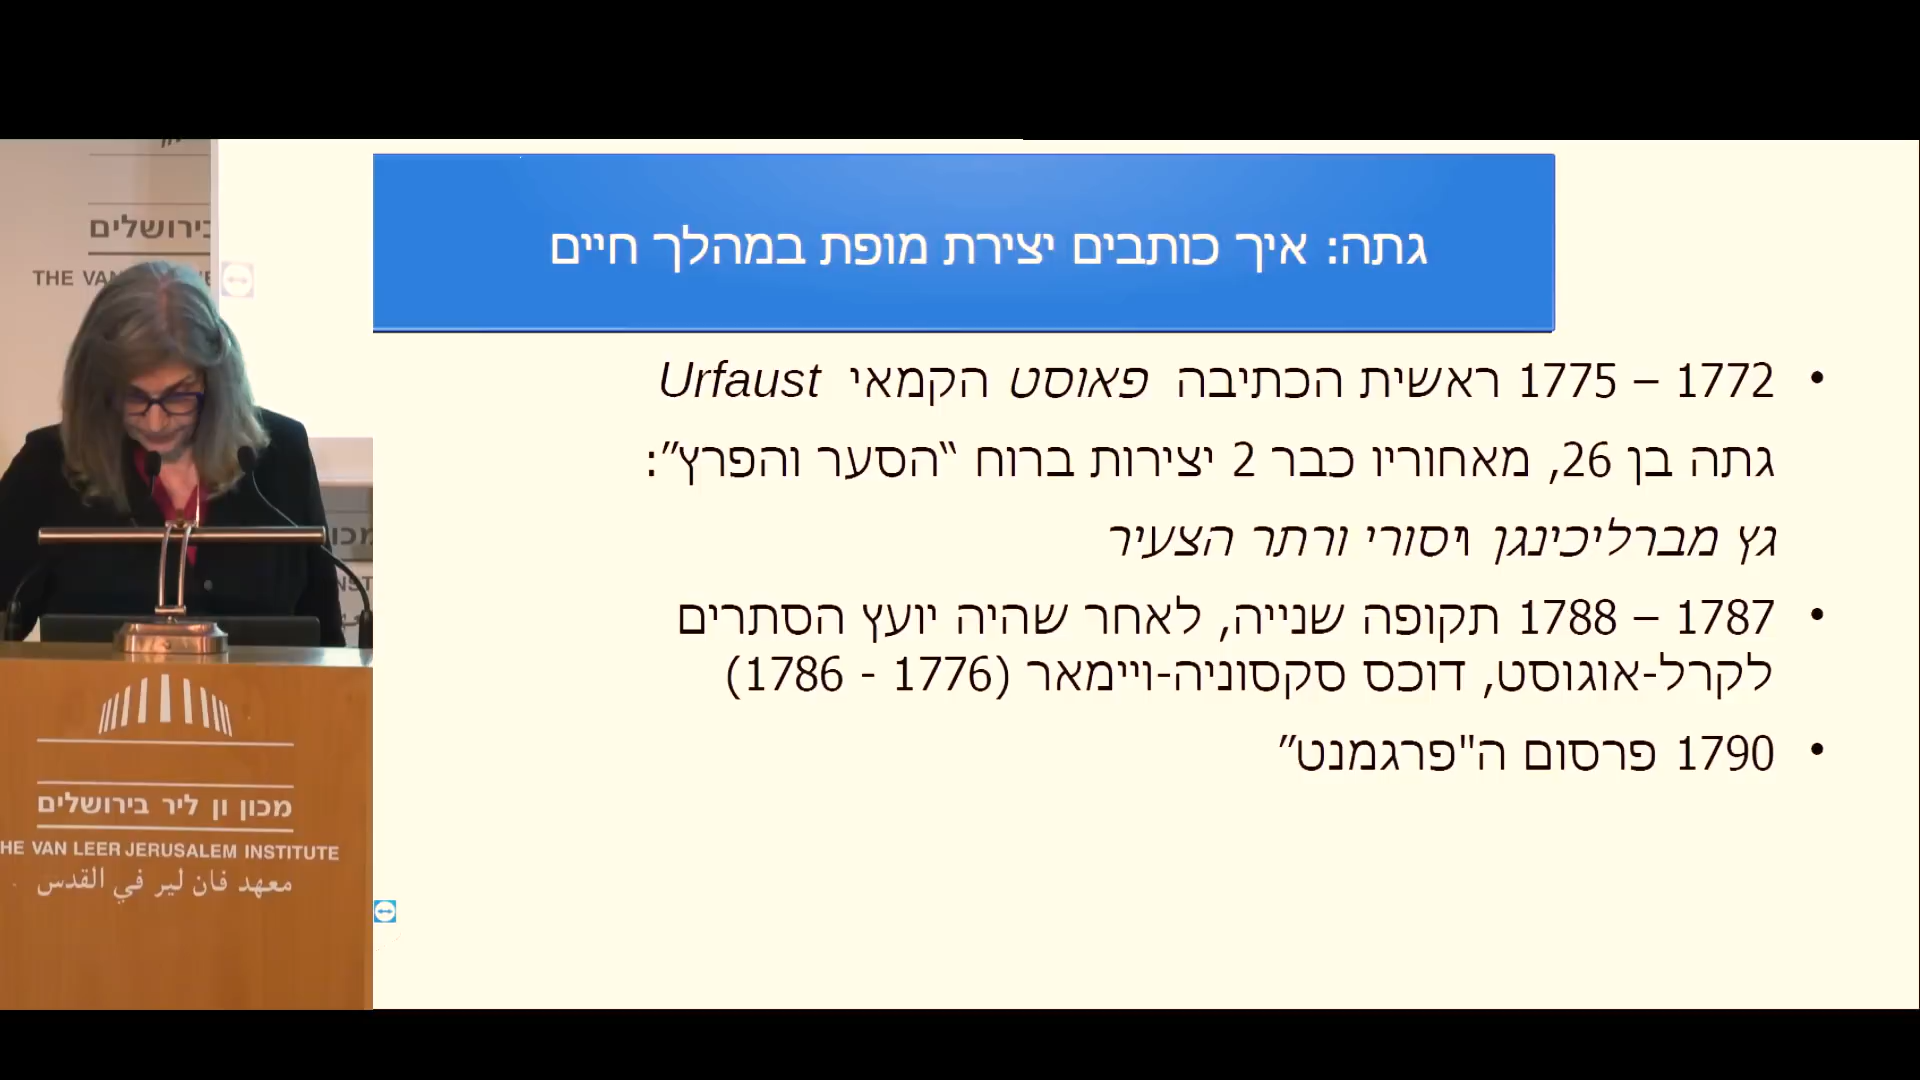 גתה: איך כותבים יצירת מופת במהלך חיים
• 1772 – 1775 ראשית הכתיבה פאוסט הקמאי Urfaust
גתה בן 26, מאחוריו כבר 2 יצירות ברוח “הסער והפרץ”:
גץ מברליכינגן ויסורי ורתר הצעיר
• 1787 – 1788 תקופה שנייה, לאחר שהיה יועץ הסתרים
לקרל-אוגוסט, דוכס סקסוניה-ויימאר (1776 - 1786)
• 1790 פרסום ה"פרגמנט”
בירושלים
THE VAN
מכון ון ליר בירושלים
THE VAN LEER JERUSALEM INSTITUTE
معهد فان لير في القدس